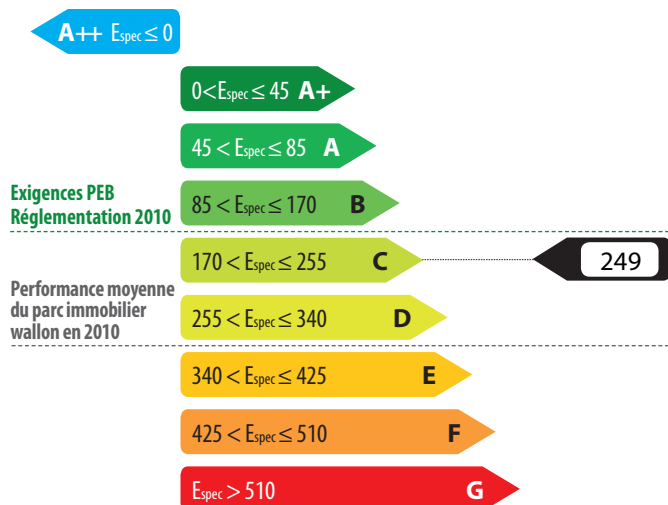 A++ Espec ≤ 0
0<Espec ≤ 45 A+
45 < Espec ≤ 85 A
Exigences PEB
Réglementation 2010
85 < Espec ≤ 170 B
170 < Espec ≤ 255 C
249
Performance moyenne
du parc immobilier
wallon en 2010
255 < Espec ≤ 340 D
340 < Espec ≤ 425 E
425 < Espec ≤ 510 F
Espec > 510 G